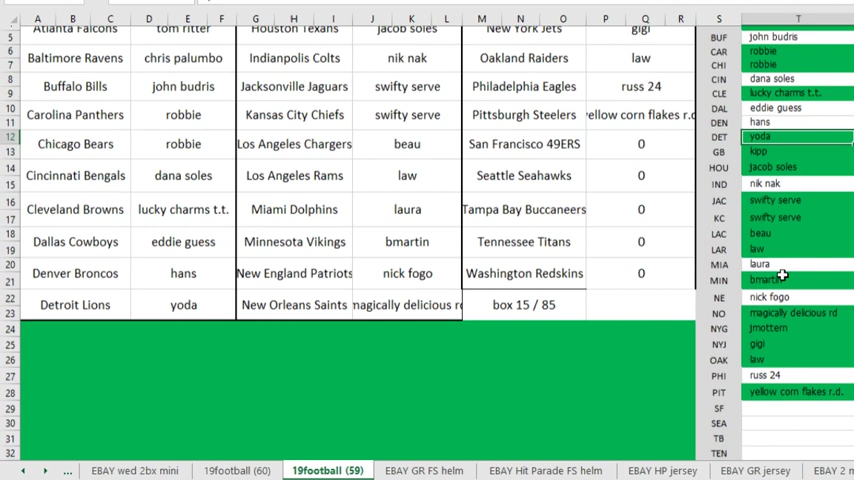 A B C D E F G H I J K L M N O P Q R S T
5 Atlanta Falcons tom ritter Houston Texans jacob soles New York Jets gigi BUF john budris
6 Baltimore Ravens chris palumbo Indianpolis Colts nik nak Oakland Raiders law CAR robbie
7 CHI robbie
8 Buffalo Bills john budris Jacksonville Jaguars swifty serve Philadelphia Eagles russ 24 CIN dana soles
9 CLE lucky charms t.t.
10 Carolina Panthers robbie Kansas City Chiefs swifty serve Pittsburgh Steelers yellow corn flakes r.d DAL eddie guess
11 DEN hans
12 Chicago Bears robbie Los Angeles Chargers beau San Francisco 49ERS 0 DET yoda
13 GB kipp
14 Cincinnati Bengals dana soles Los Angeles Rams law Seattle Seahawks 0 HOU jacob soles
15 IND nik nak
16 Cleveland Browns lucky charms t.t. Miami Dolphins laura Tampa Bay Buccaneers 0 JAC swifty serve
17 KC swifty serve
18 Dallas Cowboys eddie guess Minnesota Vikings bmartin Tennessee Titans 0 LAC beau
19 LAR law
20 Denver Broncos hans New England Patriots nick fogo Washington Redskins 0 MIA laura
21 MIN bmartin
22 Detroit Lions yoda New Orleans Saints magically delicious rd box 15 / 85 NE nick fogo
23 NO magically delicious rd
24 NYG jmottern
25 NYJ gigi
26 OAK law
27 PHI russ 24
28 PIT yellow corn flakes r.d.
29 SF
30 SEA
31 TB
32 TEN
... EBAY wed 2bx mini 19football (60) 19football (59) EBAY GR FS helm EBAY Hit Parade FS helm EBAY HP jersey EBAY GR jersey EBAY 2